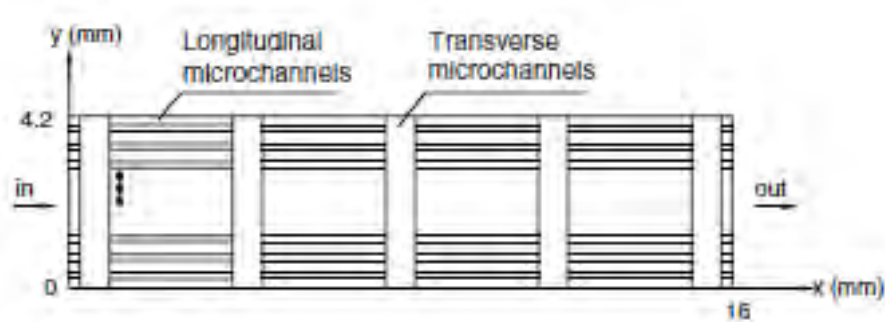 y (mm)
Longitudinal
microchannels
Transverse
microchannels
4.2
in
out
0
x (mm)
16